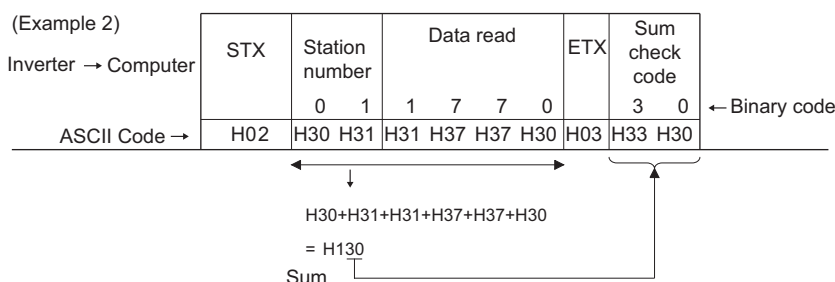 (Example 2)
Inverter → Computer
STX
Station number
Data read
ETX
Sum check code
0 1 1 7 7 0 3 0
← Binary code
ASCII Code →
H02 H30 H31 H31 H37 H37 H30 H03 H33 H30
H30+H31+H31+H37+H37+H30
= H130
Sum